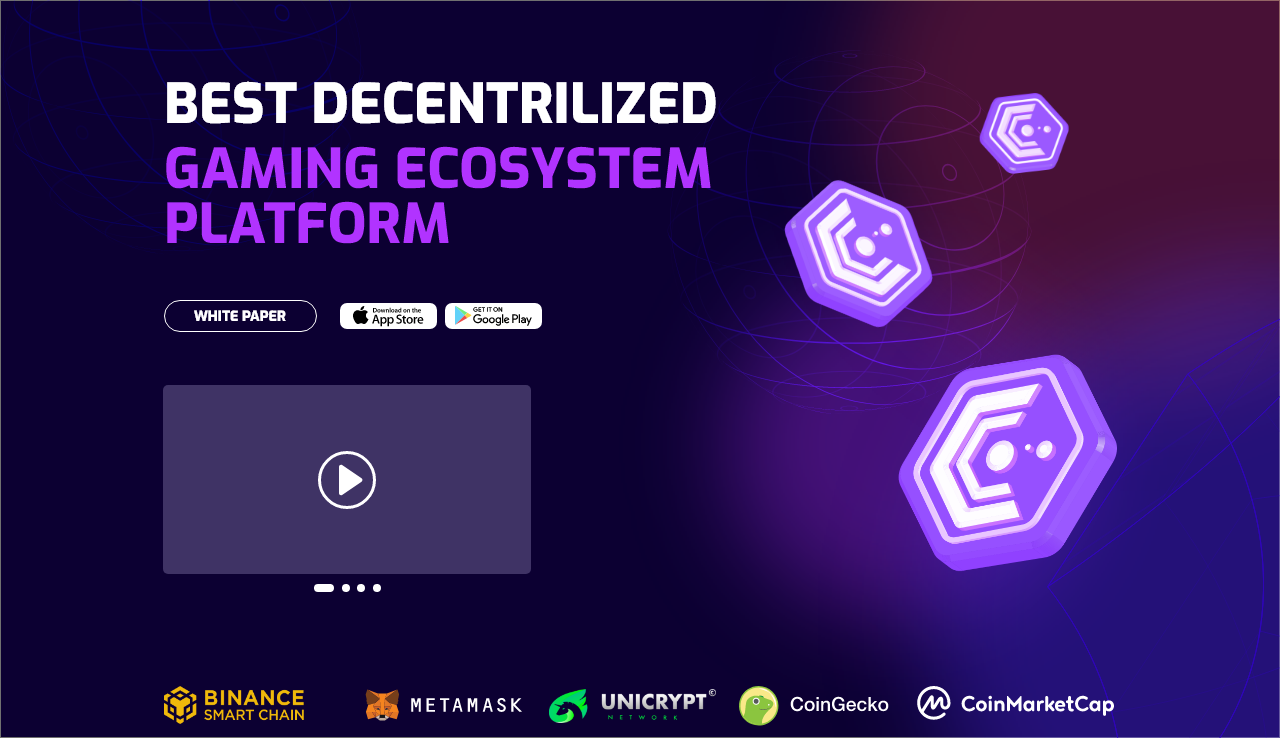 BEST DECENTRILIZED
GAMING ECOSYSTEM
PLATFORM
WHITE PAPER
Download on the
App Store
GET IT ON
Google Play
BINANCE
SMART CHAIN
METAMASK
UNICRYPT ©
NETWORK
CoinGecko
CoinMarketCap